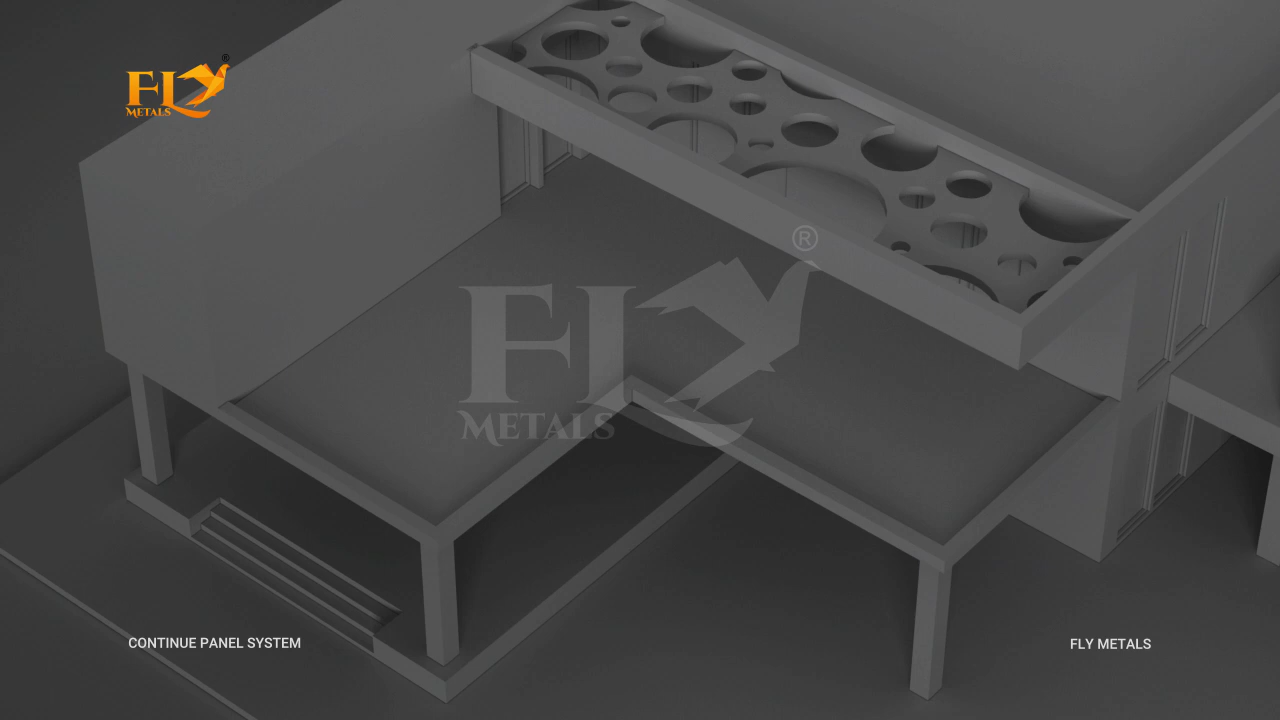 FLY®
METALS
®
FLY
METALS
CONTINUE PANEL SYSTEM
FLY METALS